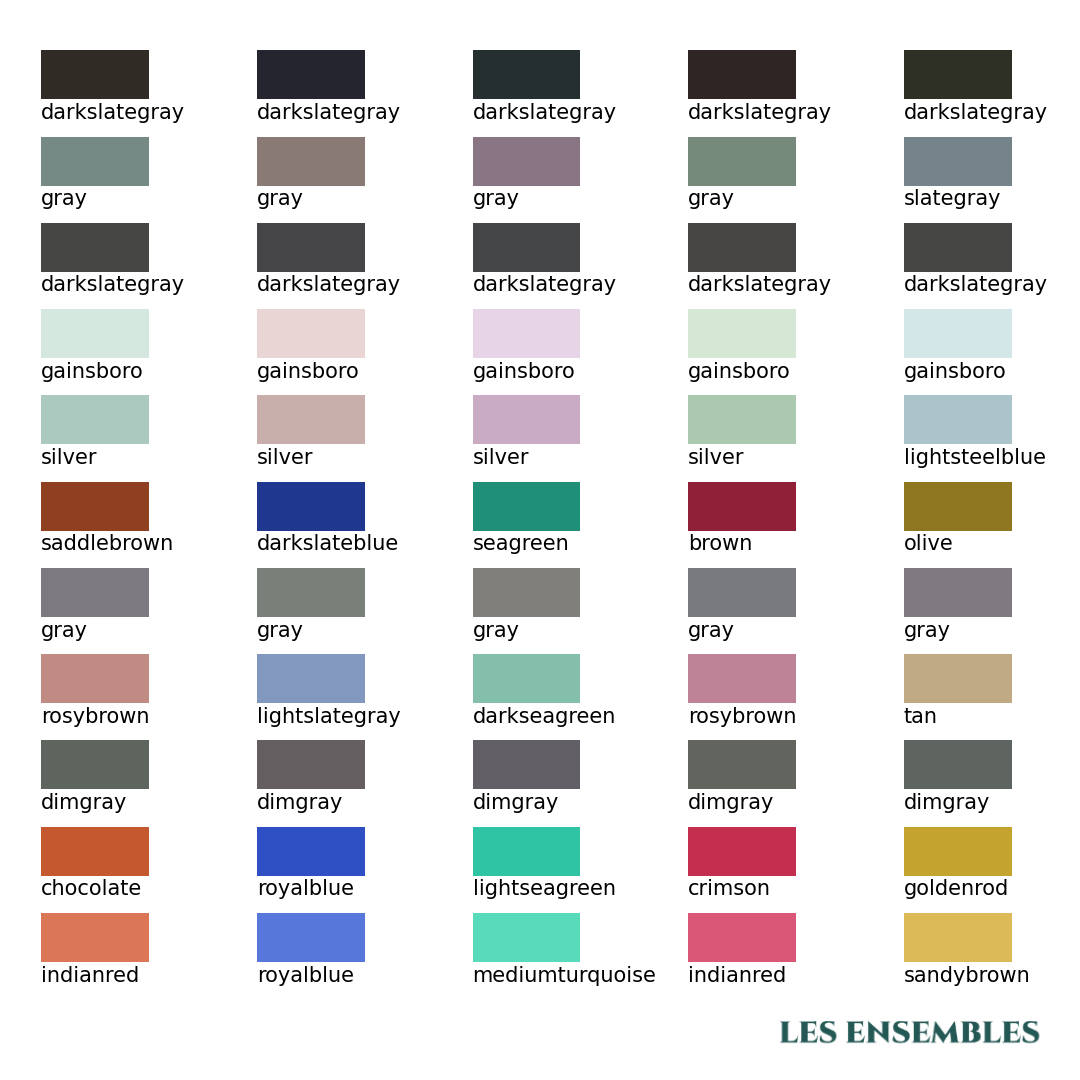 darkslategray darkslategray darkslategray darkslategray darkslategray
gray gray gray gray slategray
darkslategray darkslategray darkslategray darkslategray darkslategray
gainsboro gainsboro gainsboro gainsboro gainsboro
silver silver silver silver lightsteelblue
saddlebrown darkslateblue seagreen brown olive
gray gray gray gray gray
rosybrown lightslategray darkseagreen rosybrown tan
dimgray dimgray dimgray dimgray dimgray
chocolate royalblue lightseagreen crimson goldenrod
indianred royalblue mediumturquoise indianred sandybrown
LES ENSEMBLES